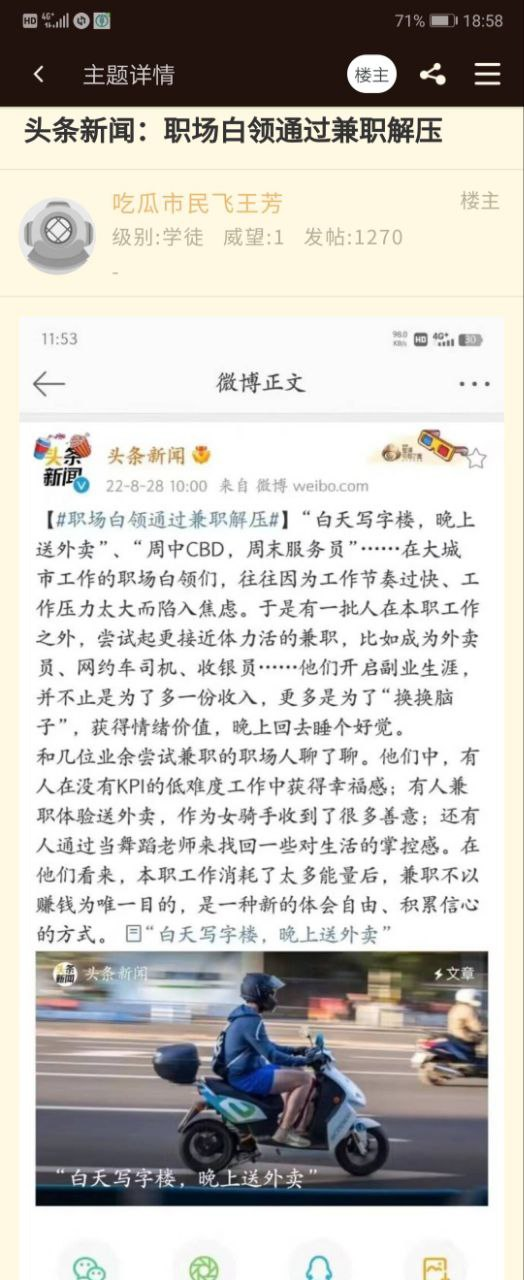 HD 4G⁺ 71% 18:58
主题详情
楼主
头条新闻：职场白领通过兼职解压
吃瓜市民飞王芳
楼主
级别:学徒 威望:1 发帖:1270
-
11:53
98.0 KB/s HD 4G⁺ 30
微博正文
头条新闻
头条新闻
22-8-28 10:00 来自 微博 weibo.com
【#职场白领通过兼职解压#】“白天写字楼，晚上
送外卖”、“周中CBD，周末服务员”……在大城
市工作的职场白领们，往往因为工作节奏过快、工
作压力太大而陷入焦虑。于是有一批人在本职工作
之外，尝试起更接近体力活的兼职，比如成为外卖
员、网约车司机、收银员……他们开启副业生涯，
并不止是为了多一份收入，更多是为了“换换脑
子”，获得情绪价值，晚上回去睡个好觉。
和几位业余尝试兼职的职场人聊了聊。他们中，有
人在没有KPI的低难度工作中获得幸福感；有人兼
职体验送外卖，作为女骑手收到了很多善意；还有
人通过当舞蹈老师来找回一些对生活的掌控感。在
他们看来，本职工作消耗了太多能量后，兼职不以
赚钱为唯一目的，是一种新的体会自由、积累信心
的方式。 “白天写字楼，晚上送外卖”
头条新闻 头条新闻
文章
“白天写字楼，晚上送外卖”